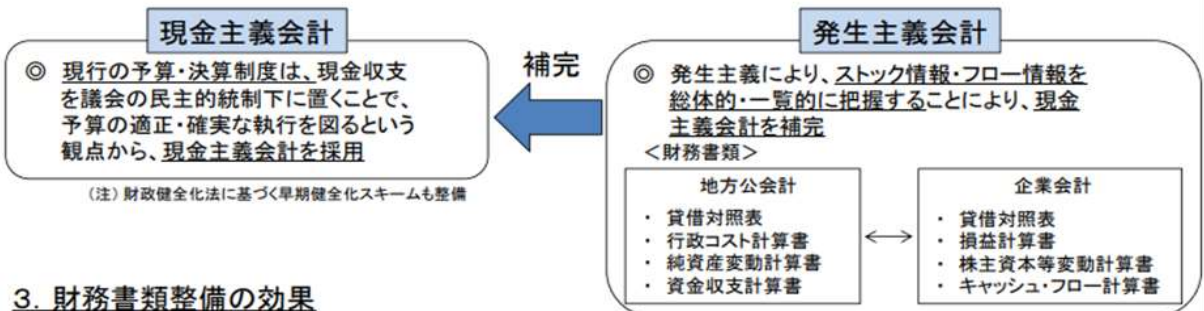 現金主義会計
◎ 現行の予算・決算制度は、現金収支
を議会の民主的統制下に置くことで、
予算の適正・確実な執行を図るという
観点から、現金主義会計を採用
(注) 財政健全化法に基づく早期健全化スキームも整備
補完
発生主義会計
◎ 発生主義により、ストック情報・フロー情報を
総体的・一覧的に把握することにより、現金
主義会計を補完
<財務書類>
地方公会計
・ 貸借対照表
・ 行政コスト計算書
・ 純資産変動計算書
・ 資金収支計算書
企業会計
・ 貸借対照表
・ 損益計算書
・ 株主資本等変動計算書
・ キャッシュ・フロー計算書
3. 財務書類整備の効果